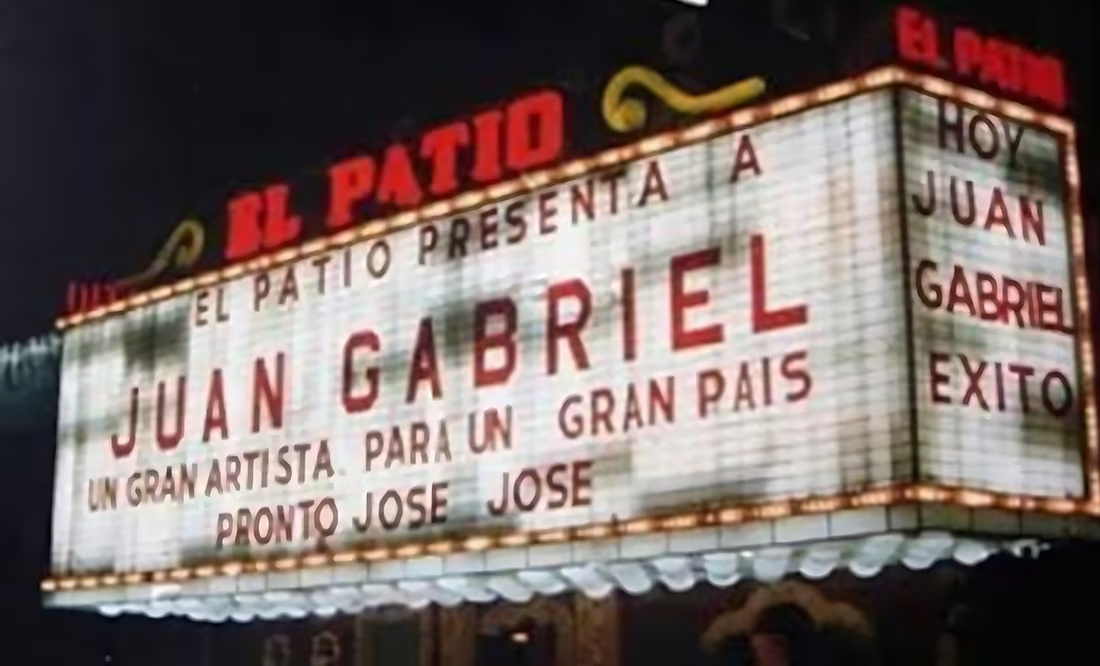 EL PATIO
EL PATIO PRESENTA A
JUAN GABRIEL
UN GRAN ARTISTA PARA UN GRAN PAIS
PRONTO JOSE JOSE
EL PATIO
HOY
JUAN
GABRIEL
EXITO